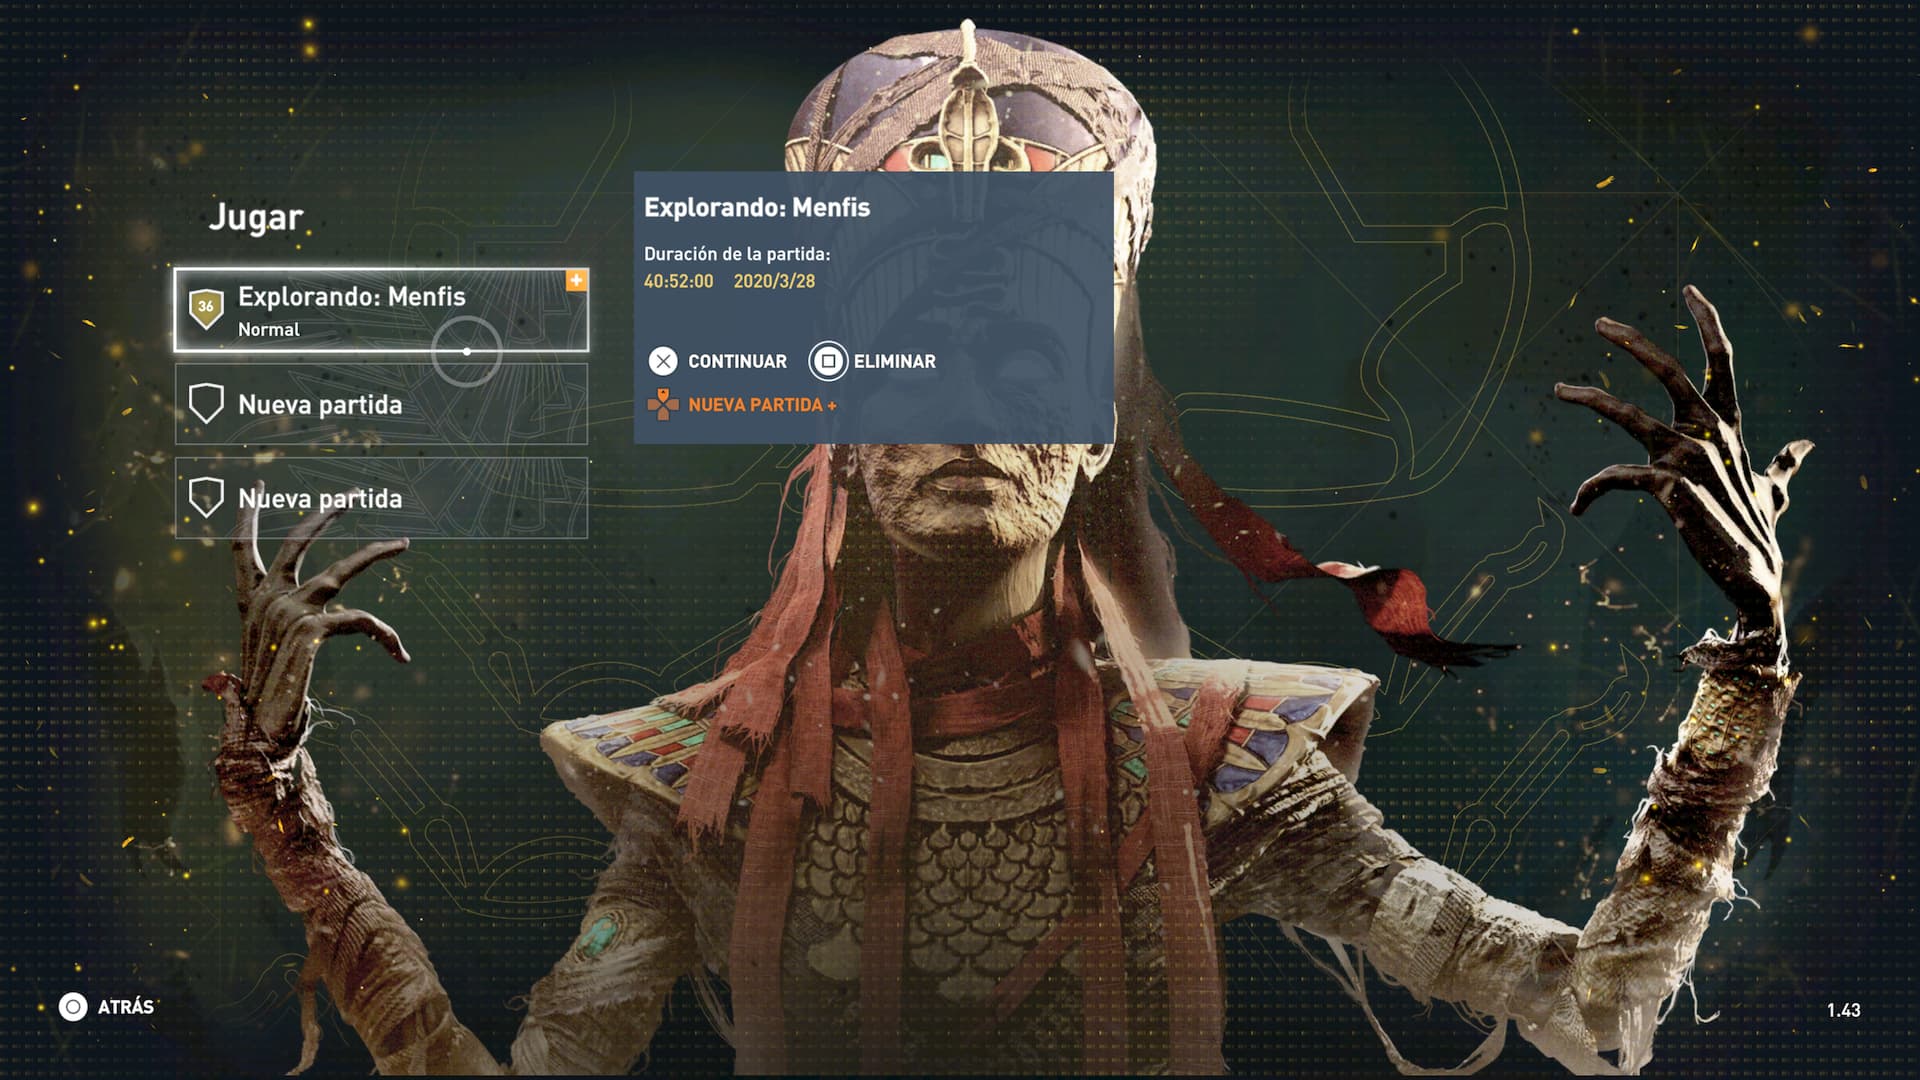 Jugar
36
Explorando: Menfis
Normal
Nueva partida
Nueva partida
Explorando: Menfis
Duración de la partida:
40:52:00 2020/3/28
CONTINUAR ELIMINAR
NUEVA PARTIDA +
ATRÁS
1.43